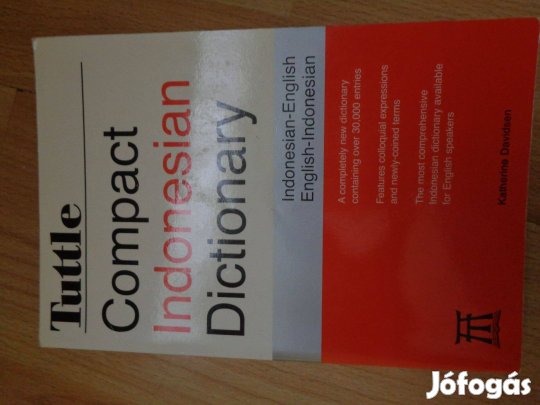 Tuttle
Compact
Indonesian
Dictionary
Indonesian-English
English-Indonesian
A completely new dictionary
containing over 30,000 entries
Features colloquial expressions
and newly-coined terms
The most comprehensive
Indonesian dictionary available
for English speakers
Katherine Davidsen
Jófogás